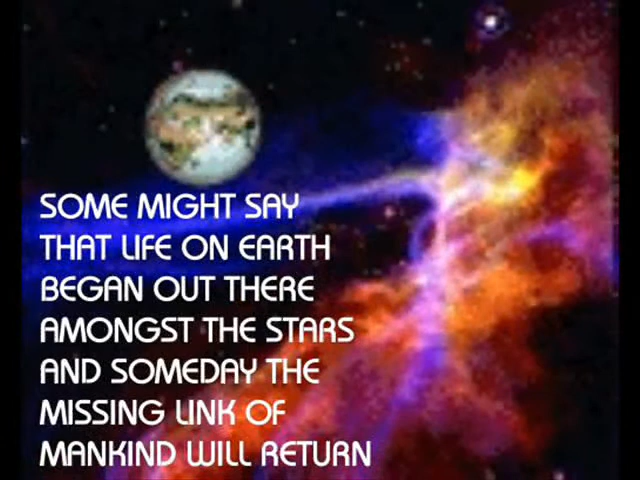 SOME MIGHT SAY
THAT LIFE ON EARTH
BEGAN OUT THERE
AMONGST THE STARS
AND SOMEDAY THE
MISSING LINK OF
MANKIND WILL RETURN